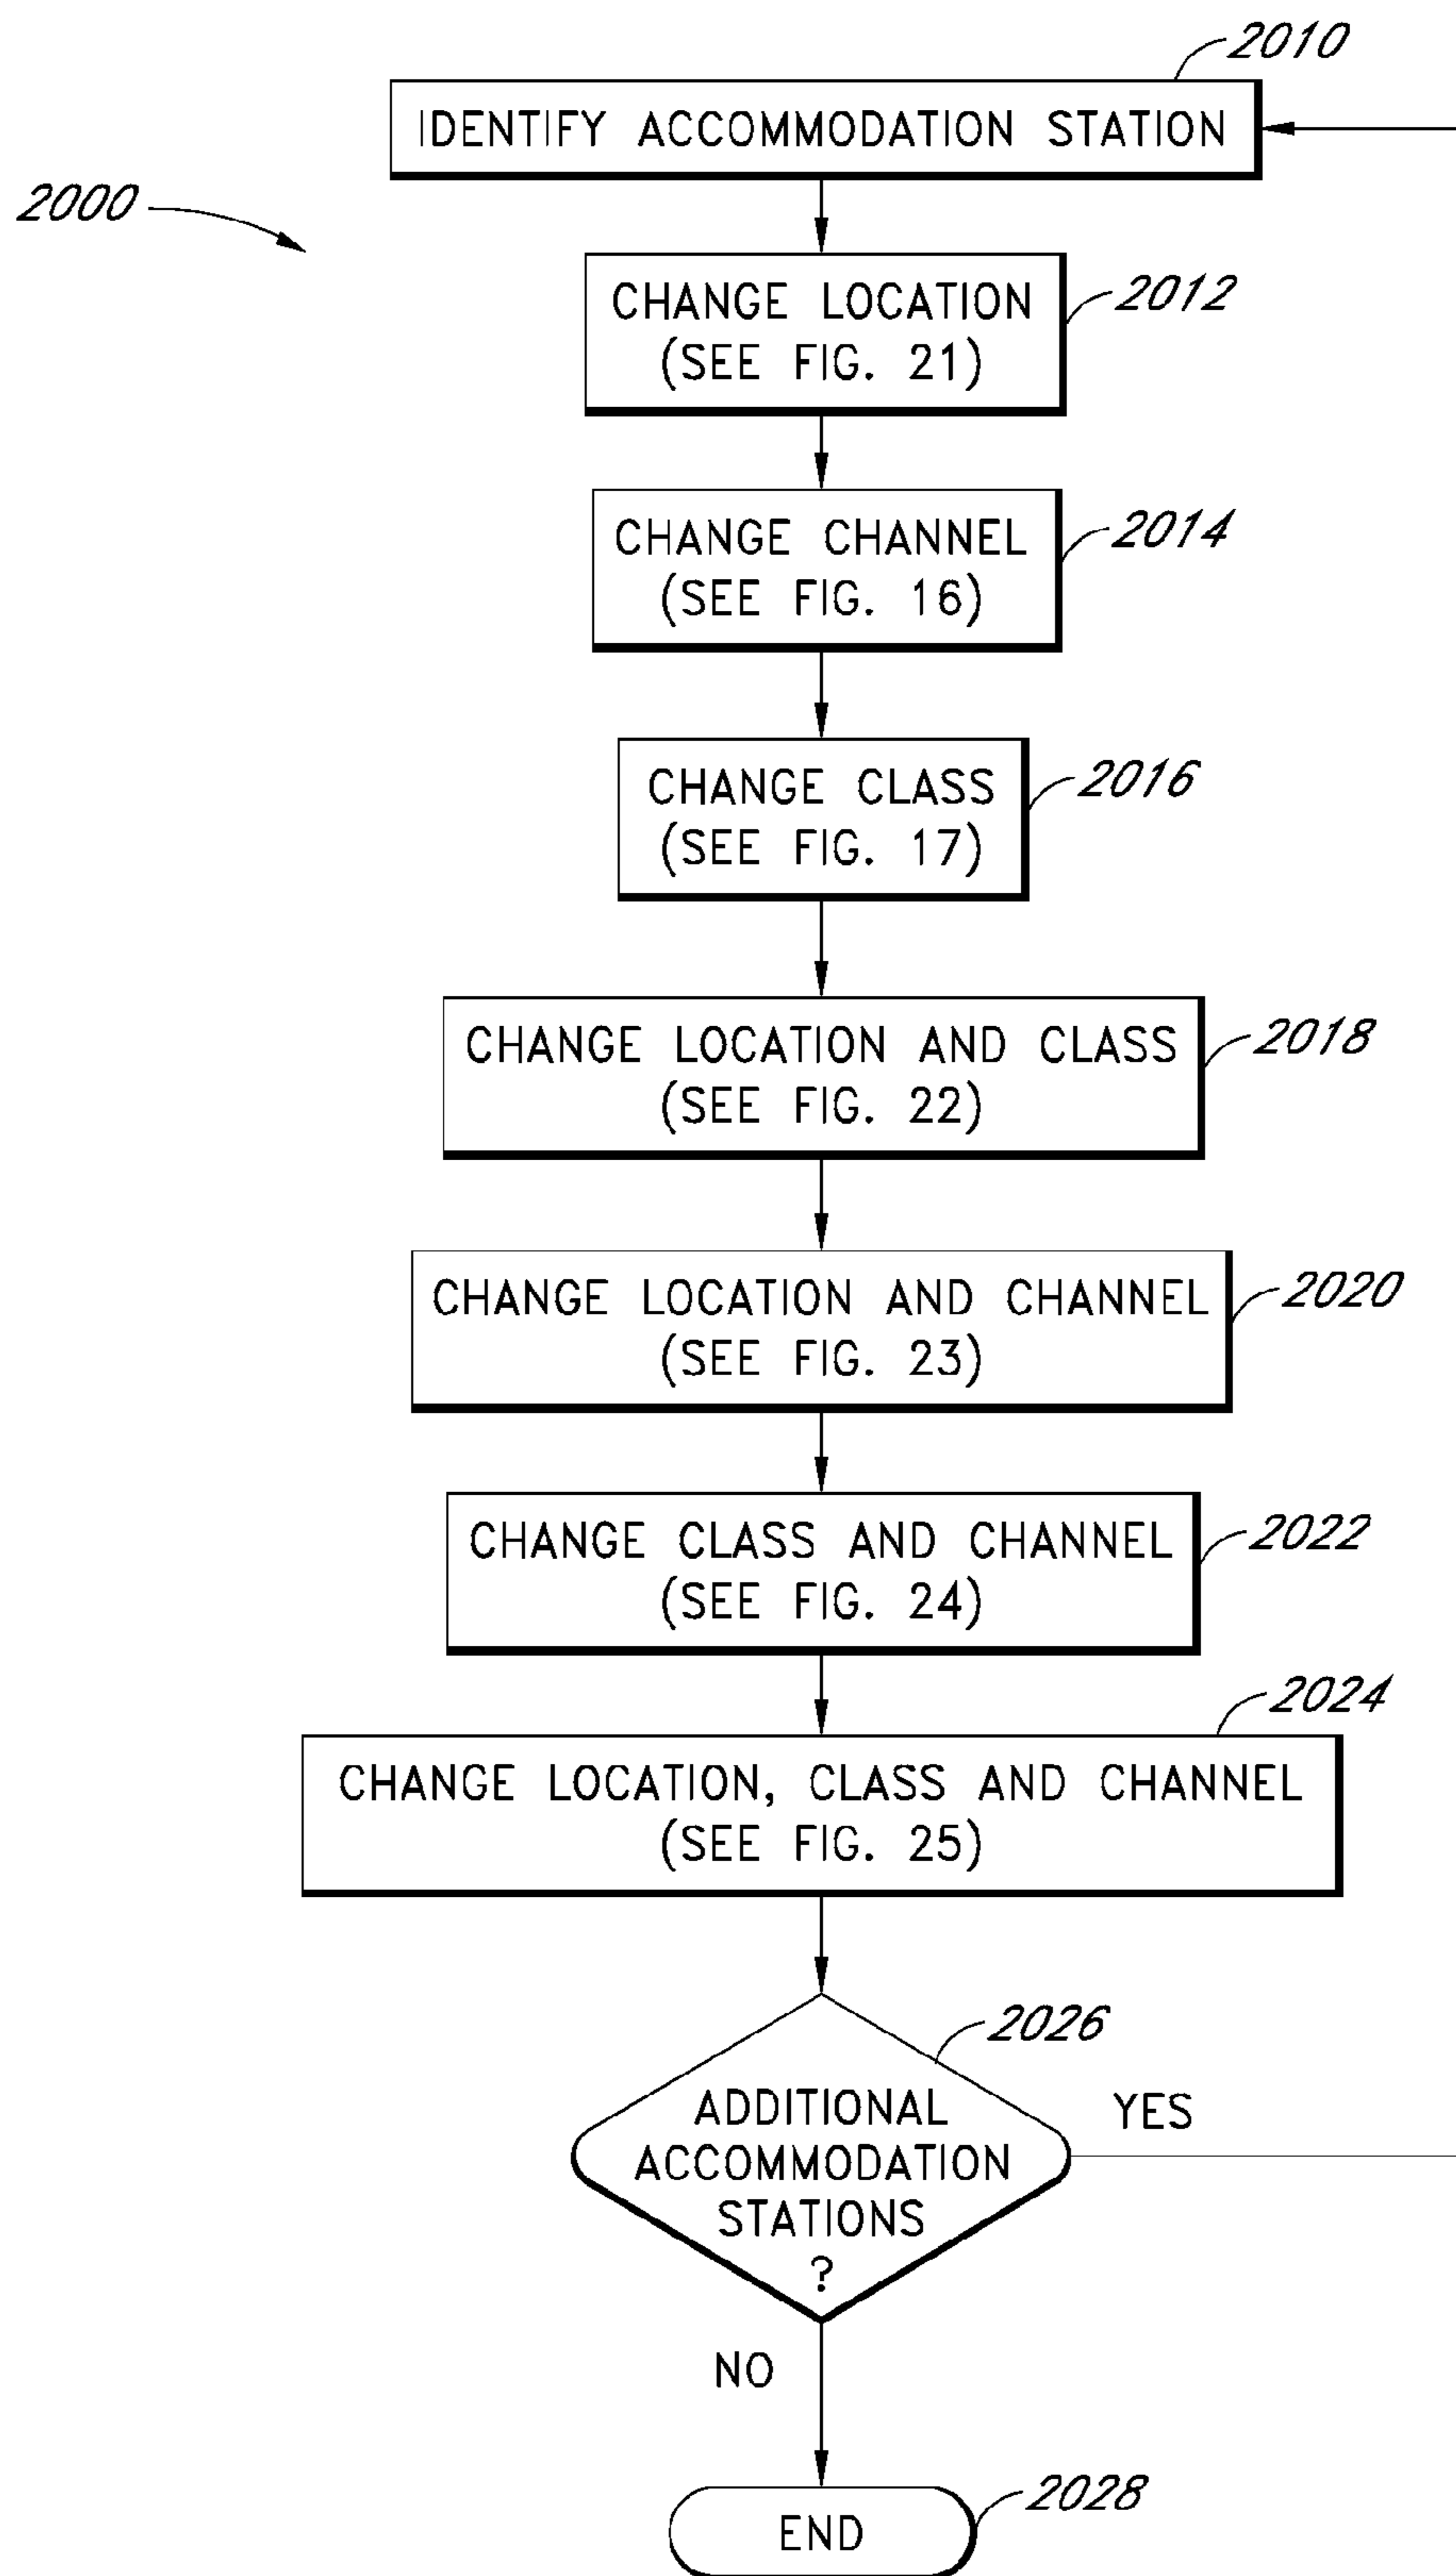 2010
IDENTIFY ACCOMMODATION STATION
2000
CHANGE LOCATION
(SEE FIG. 21)
2012
CHANGE CHANNEL
(SEE FIG. 16)
2014
CHANGE CLASS
(SEE FIG. 17)
2016
CHANGE LOCATION AND CLASS
(SEE FIG. 22)
2018
CHANGE LOCATION AND CHANNEL
(SEE FIG. 23)
2020
CHANGE CLASS AND CHANNEL
(SEE FIG. 24)
2022
2024
CHANGE LOCATION, CLASS AND CHANNEL
(SEE FIG. 25)
2026
ADDITIONAL
ACCOMMODATION
STATIONS
?
YES
NO
END
2028